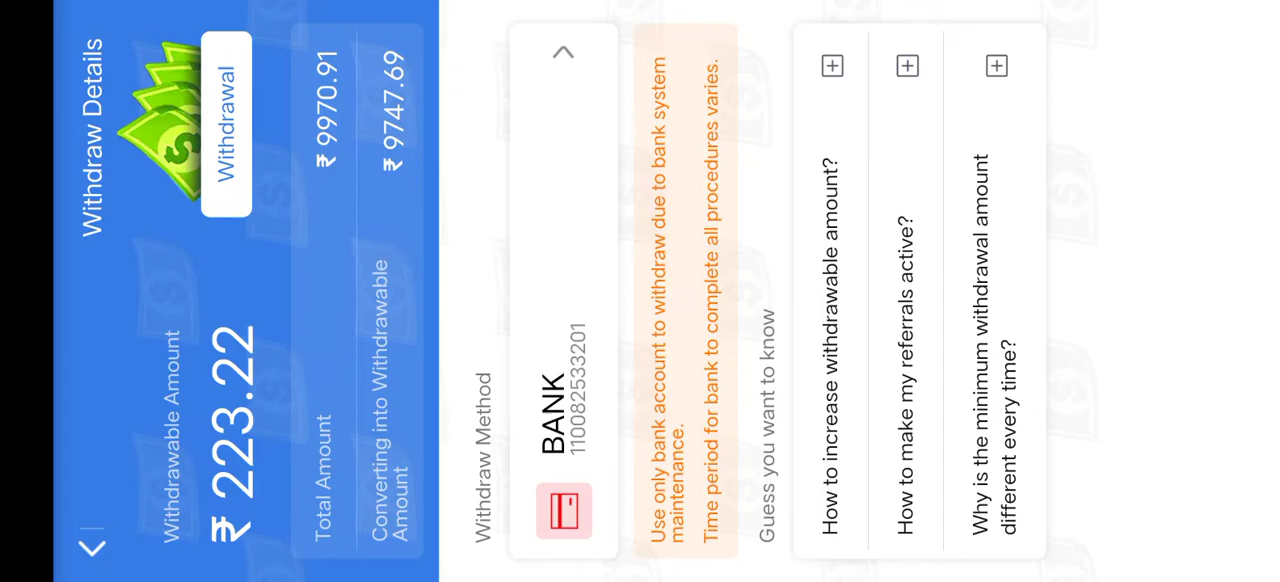 Withdraw Details
Withdrawable Amount
₹ 223.22
Withdrawal
Total Amount ₹ 9970.91
Converting into Withdrawable ₹ 9747.69
Amount
Withdraw Method
BANK
110082533201
Use only bank account to withdraw due to bank system
maintenance.
Time period for bank to complete all procedures varies.
Guess you want to know
How to increase withdrawable amount?
How to make my referrals active?
Why is the minimum withdrawal amount
different every time?